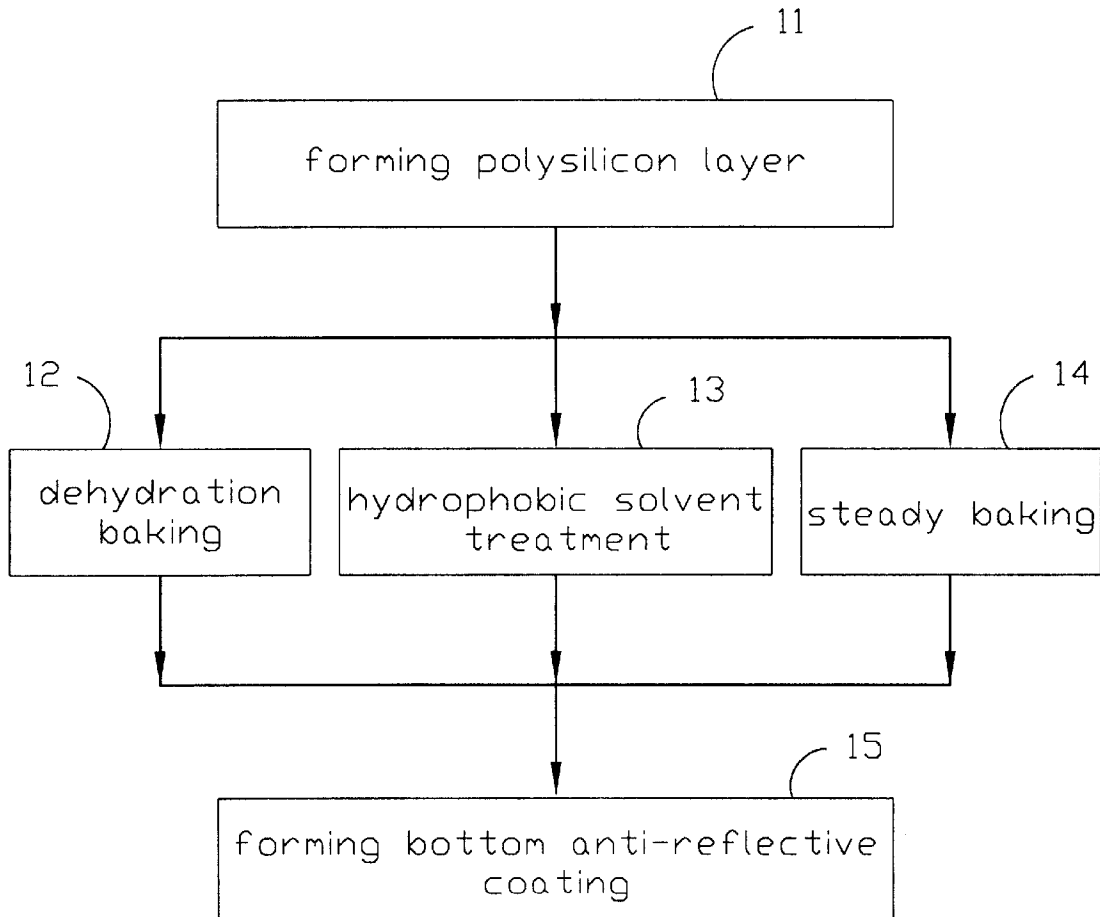 11
forming polysilicon layer
12
13
14
dehydration
baking
hydrophobic solvent
treatment
steady baking
15
forming bottom anti-reflective
coating